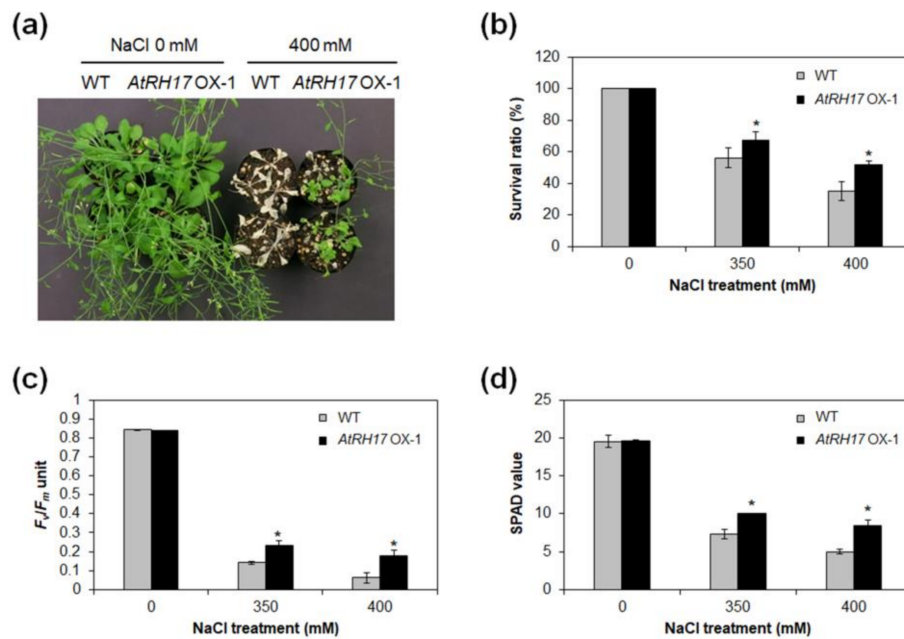 (a)
NaCl 0 mM 400 mM
WT AtRH17 OX-1 WT AtRH17 OX-1
(b)
120
100
80
60
40
20
0
Survival ratio (%)
WT
AtRH17 OX-1
*
*
0 350 400
NaCl treatment (mM)
(c)
1
0.9
0.8
0.7
0.6
0.5
0.4
0.3
0.2
0.1
0
Fv/Fm unit
WT
AtRH17 OX-1
*
*
0 350 400
NaCl treatment (mM)
(d)
25
20
15
10
5
0
SPAD value
WT
AtRH17 OX-1
*
*
0 350 400
NaCl treatment (mM)